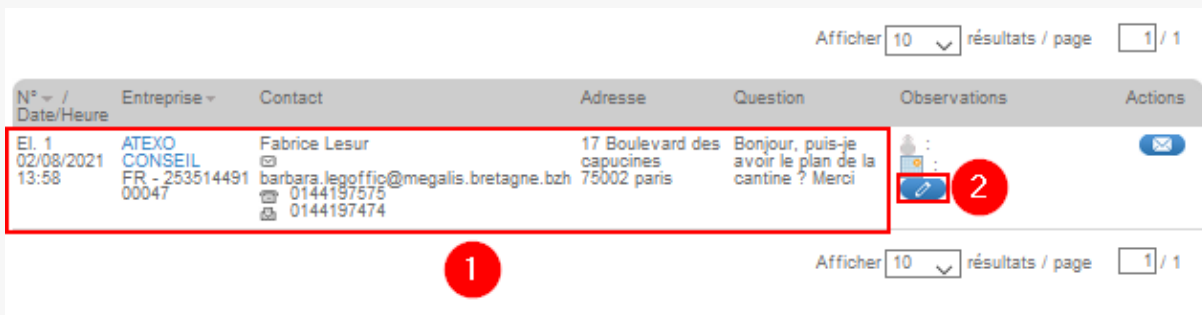 Afficher 10 résultats / page 1 / 1
N° / Entreprise Contact Adresse Question Observations Actions
Date/Heure
El. 1 ATEXO Fabrice Lesur 17 Boulevard des Bonjour, puis-je :
02/08/2021 CONSEIL capucines avoir le plan de la :
13:58 FR - 253514491 barbara.legoffic@megalis.bretagne.bzh 75002 paris cantine ? Merci
00047 0144197575
0144197474
2
1
Afficher 10 résultats / page 1 / 1